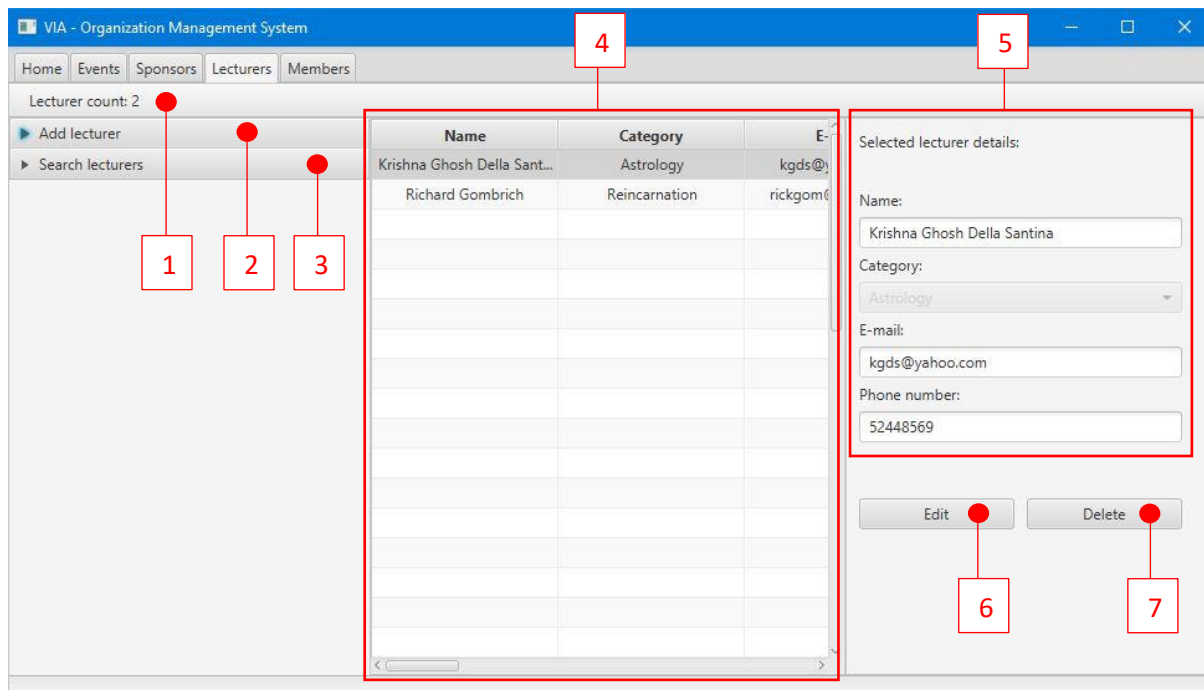 VIA - Organization Management System
4
5
Home Events Sponsors Lecturers Members
Lecturer count: 2
Add lecturer
Search lecturers
Name Category E-
Krishna Ghosh Della Sant... Astrology kgds@y
Richard Gombrich Reincarnation rickgom@
1 2 3
Selected lecturer details:
Name:
Krishna Ghosh Della Santina
Category:
Astrology
E-mail:
kgds@yahoo.com
Phone number:
52448569
Edit Delete
6 7